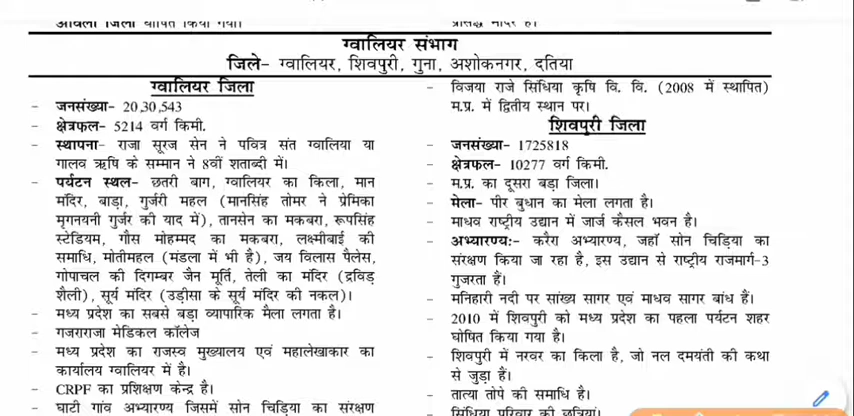 ग्वालियर संभाग
जिले– ग्वालियर, शिवपुरी, गुना, अशोकनगर, दतिया
ग्वालियर जिला
- जनसंख्या– 20,30,543
- क्षेत्रफल– 5214 वर्ग किमी.
- स्थापना– राजा सूरज सेन ने पवित्र संत ग्वालिया या
गालव ऋषि के सम्मान ने 8वीं शताब्दी में।
- पर्यटन स्थल– छतरी बाग, ग्वालियर का किला, मान
मंदिर, बाड़ा, गुर्जरी महल (मानसिंह तोमर ने प्रेमिका
मृगनयनी गुर्जर की याद में), तानसेन का मकबरा, रूपसिंह
स्टेडियम, गौस मोहम्मद का मकबरा, लक्ष्मीबाई की
समाधि, मोतीमहल (मंडला में भी है), जय विलास पैलेस,
गोपाचल की दिगम्बर जैन मूर्ति, तेली का मंदिर (द्रविड़
शैली), सूर्य मंदिर (उड़ीसा के सूर्य मंदिर की नकल)।
- मध्य प्रदेश का सबसे बड़ा व्यापारिक मैला लगता है।
- गजराराजा मेडिकल कॉलेज
- मध्य प्रदेश का राजस्व मुख्यालय एवं महालेखाकार का
कार्यालय ग्वालियर में है।
- CRPF का प्रशिक्षण केन्द्र है।
- घाटी गांव अभ्यारण्य जिसमें सोन चिड़िया का संरक्षण
- विजया राजे सिंधिया कृषि वि. वि. (2008 में स्थापित)
म.प्र. में द्वितीय स्थान पर।
शिवपुरी जिला
- जनसंख्या– 1725818
- क्षेत्रफल– 10277 वर्ग किमी.
- म.प्र. का दूसरा बड़ा जिला।
- मेला– पीर बुधान का मेला लगता है।
- माधव राष्ट्रीय उद्यान में जार्ज कैसल भवन है।
- अभ्यारण्यः– करैरा अभ्यारण्य, जहाँ सोन चिड़िया का
संरक्षण किया जा रहा है, इस उद्यान से राष्ट्रीय राजमार्ग–3
गुजरता हैं।
- मनिहारी नदी पर सांख्य सागर एवं माधव सागर बांध हैं।
- 2010 में शिवपुरी को मध्य प्रदेश का पहला पर्यटन शहर
घोषित किया गया है।
- शिवपुरी में नरवर का किला है, जो नल दमयंती की कथा
से जुड़ा हैं।
- तात्या तोपे की समाधि है।
- सिंधिया परिवार की छत्रियां।